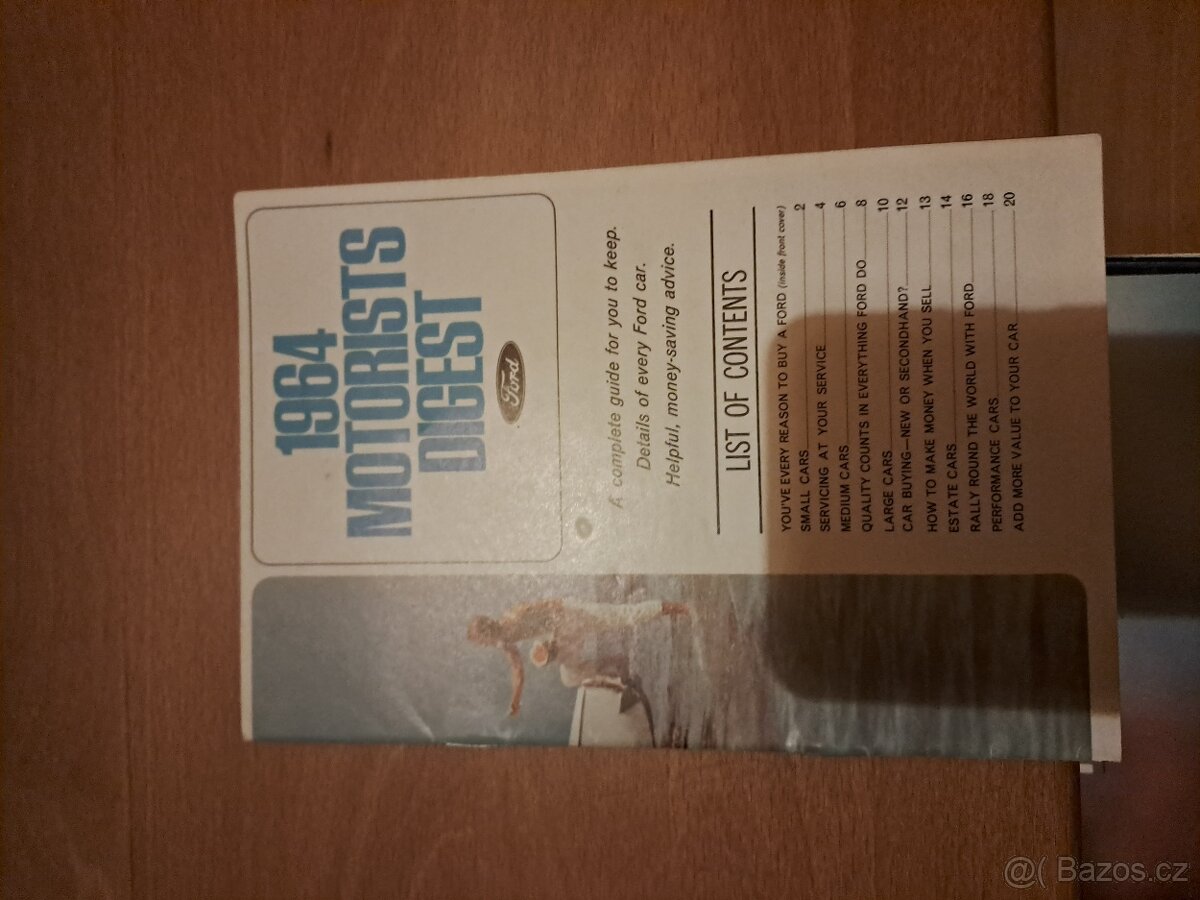 1964
MOTORISTS
DIGEST
Ford
A complete guide for you to keep.
Details of every Ford car.
Helpful, money-saving advice.
LIST OF CONTENTS
YOU'VE EVERY REASON TO BUY A FORD (inside front cover)
SMALL CARS 2
SERVICING AT YOUR SERVICE 4
MEDIUM CARS 6
QUALITY COUNTS IN EVERYTHING FORD DO 8
LARGE CARS 10
CAR BUYING—NEW OR SECONDHAND? 12
HOW TO MAKE MONEY WHEN YOU SELL 13
ESTATE CARS 14
RALLY ROUND THE WORLD WITH FORD 16
PERFORMANCE CARS 18
ADD MORE VALUE TO YOUR CAR 20
@( Bazos.cz